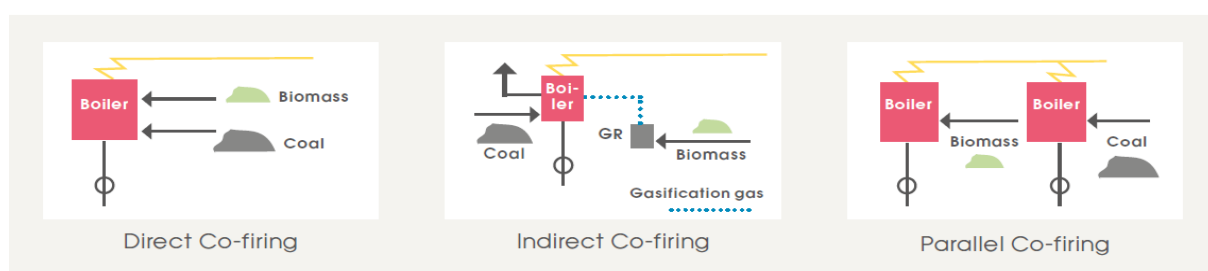 Boiler
Biomass
Coal
Direct Co-firing
Boi-
ler
Coal
GR
Biomass
Gasification gas
Indirect Co-firing
Boiler
Biomass
Boiler
Coal
Parallel Co-firing